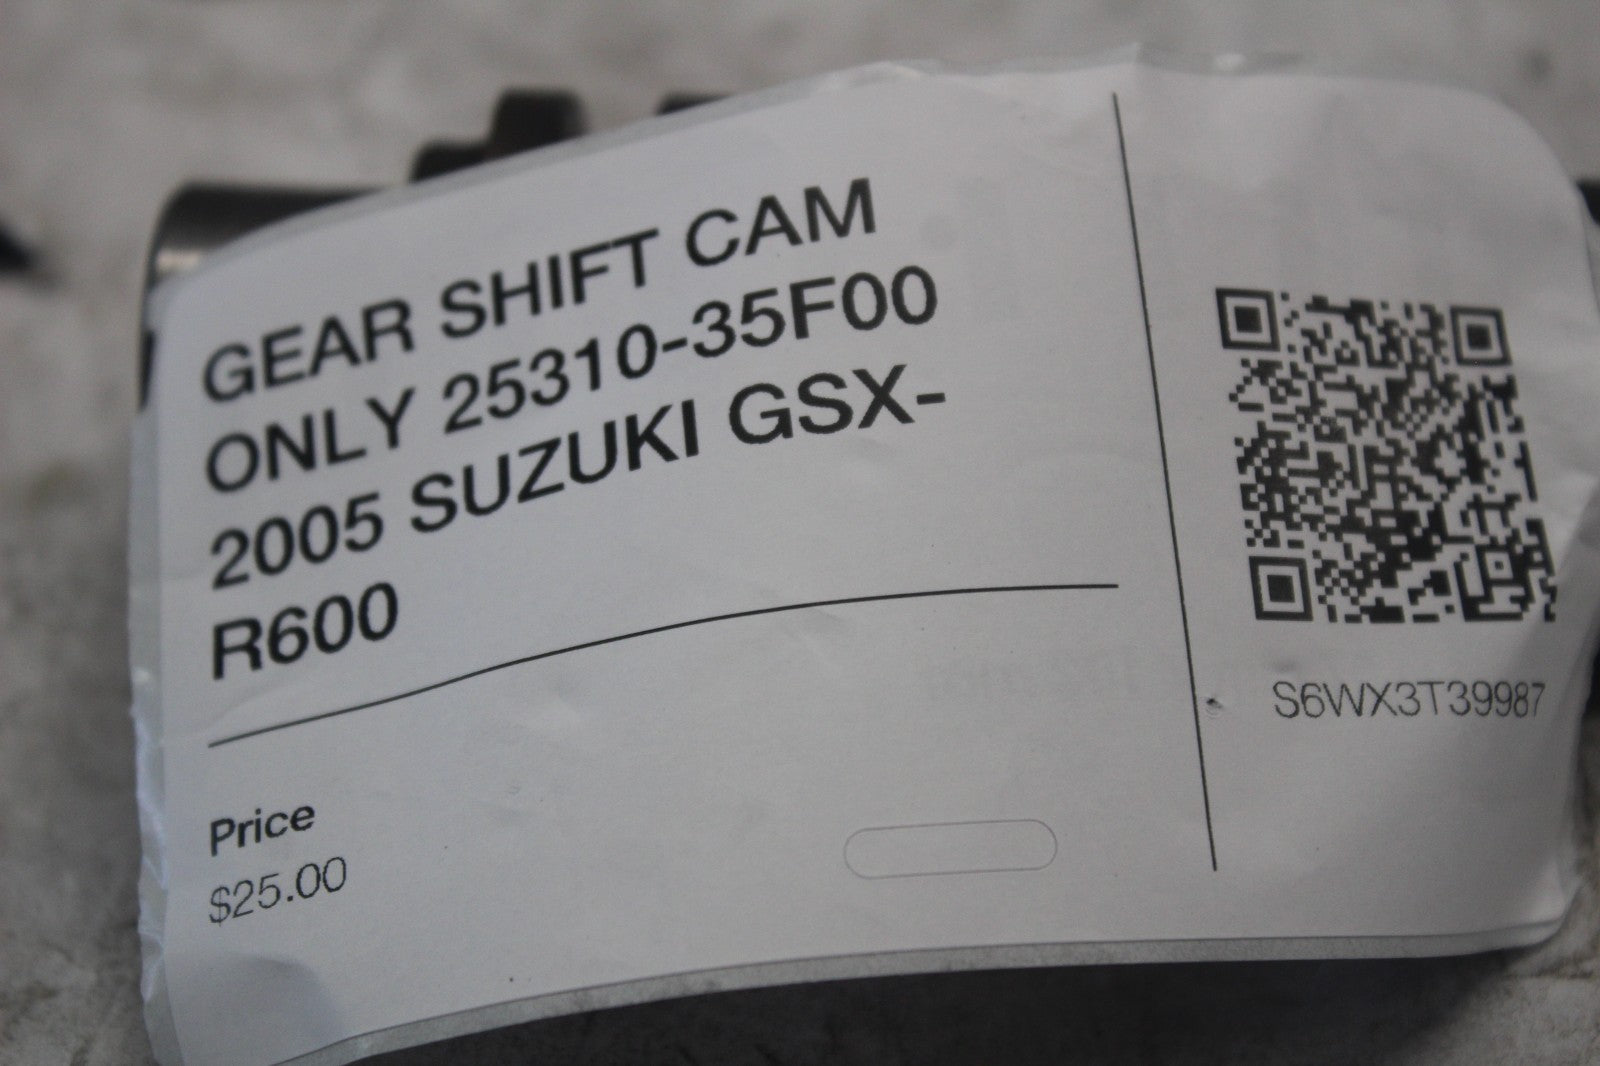 GEAR SHIFT CAM
ONLY 25310-35F00
2005 SUZUKI GSX-
R600
Price
$25.00
S6WX3T39987